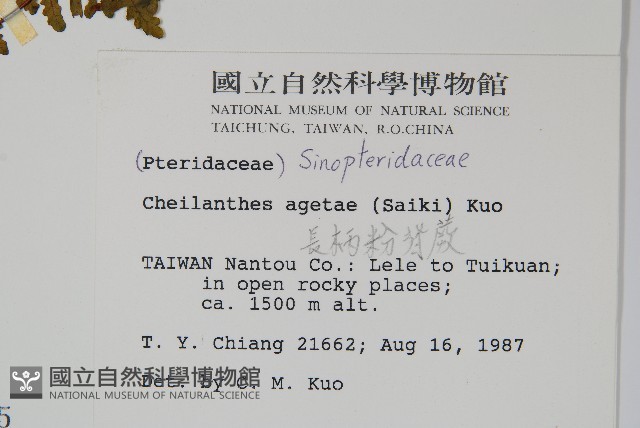 國立自然科學博物館
NATIONAL MUSEUM OF NATURAL SCIENCE
TAICHUNG, TAIWAN, R.O.CHINA
(Pteridaceae) Sinopteridaceae
Cheilanthes agetae (Saiki) Kuo
長柄粉背蕨
TAIWAN Nantou Co.: Lele to Tuikuan;
in open rocky places;
ca. 1500 m alt.
T. Y. Chiang 21662; Aug 16, 1987
Det. by C. M. Kuo
國立自然科學博物館
NATIONAL MUSEUM OF NATURAL SCIENCE
5